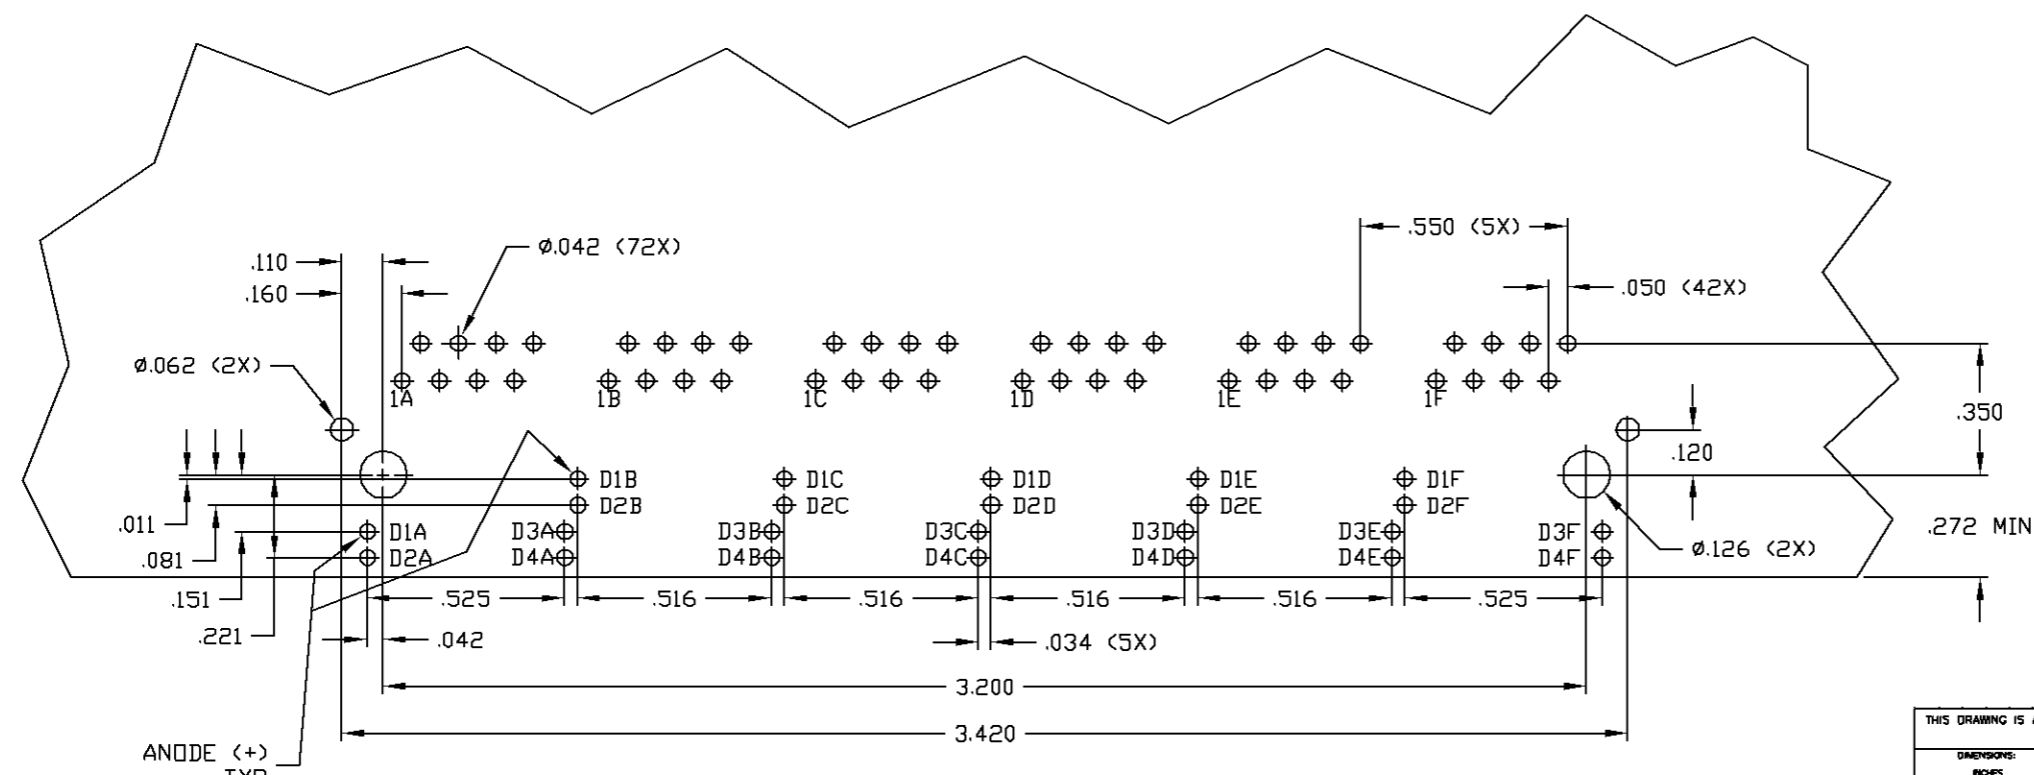 .550 (5X)
.110
Ø.042 (72X)
.160
.050 (42X)
Ø.062 (2X)
1A 1B 1C 1D 1E 1F
.350
.120
D1B D1C D1D D1E D1F
D2B D2C D2D D2E D2F
.011
.272 MIN
D1A D3A D3B D3C D3D D3E D3F
.081
D2A D4A D4B D4C D4D D4E D4F
Ø.126 (2X)
.151
.525 .516 .516 .516 .516 .525
.221
.042
.034 (5X)
3.200
3.420
ANODE (+)
TYP
THIS DRAWING IS
DIMENSIONS:
INCHES